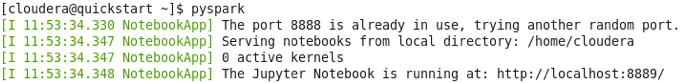 [cloudera@quickstart ~]$ pyspark
[I 11:53:34.330 NotebookApp] The port 8888 is already in use, trying another random port.
[I 11:53:34.347 NotebookApp] Serving notebooks from local directory: /home/cloudera
[I 11:53:34.347 NotebookApp] 0 active kernels
[I 11:53:34.348 NotebookApp] The Jupyter Notebook is running at: http://localhost:8889/